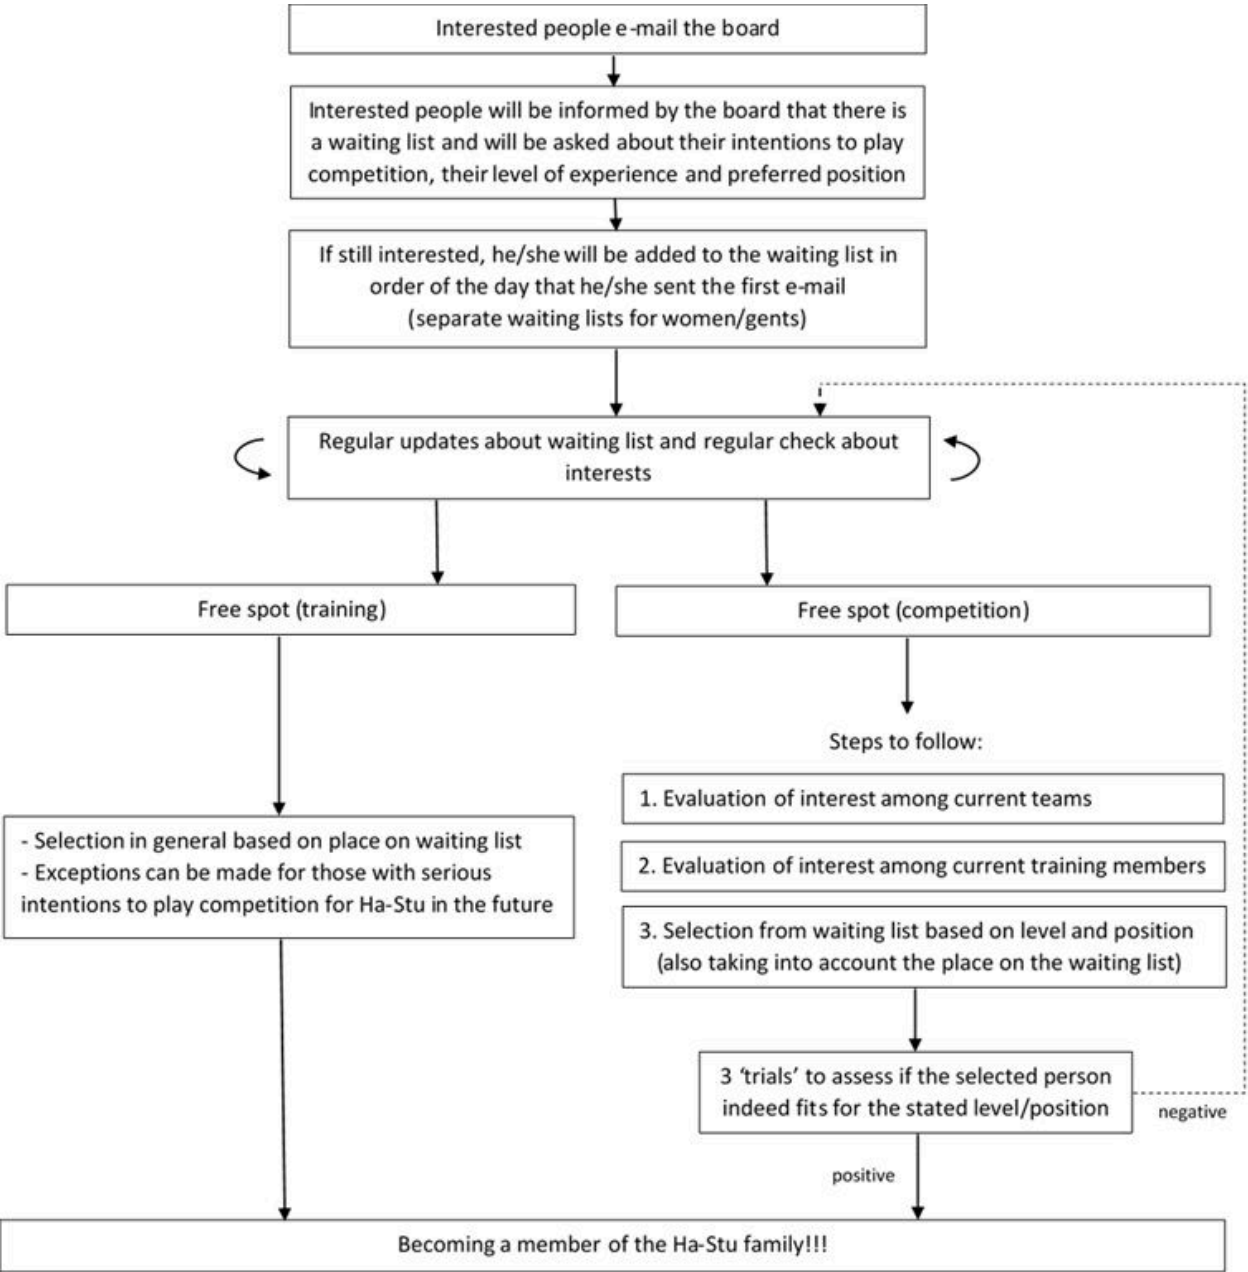 Interested people e-mail the board
Interested people will be informed by the board that there is
a waiting list and will be asked about their intentions to play
competition, their level of experience and preferred position
If still interested, he/she will be added to the waiting list in
order of the day that he/she sent the first e-mail
(separate waiting lists for women/gents)
Regular updates about waiting list and regular check about
interests
Free spot (training)
Free spot (competition)
Steps to follow:
1. Evaluation of interest among current teams
- Selection in general based on place on waiting list
- Exceptions can be made for those with serious
intentions to play competition for Ha-Stu in the future
2. Evaluation of interest among current training members
3. Selection from waiting list based on level and position
(also taking into account the place on the waiting list)
3 ‘trials’ to assess if the selected person
indeed fits for the stated level/position
negative
positive
Becoming a member of the Ha-Stu family!!!